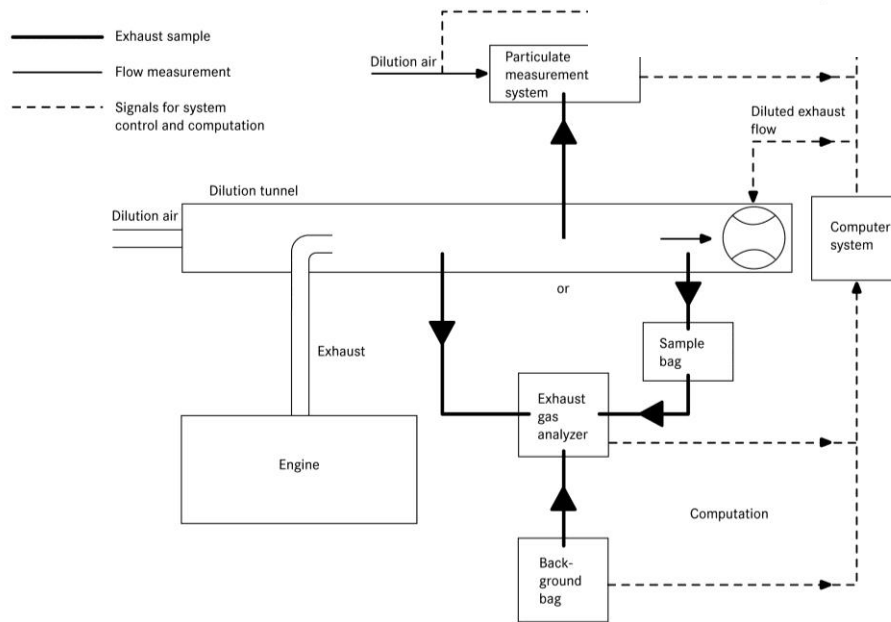 Exhaust sample
Flow measurement
Signals for system
control and computation
Dilution air
Particulate
measurement
system
Diluted exhaust
flow
Dilution tunnel
Dilution air
Computer
system
or
Exhaust
Sample
bag
Exhaust
gas
analyzer
Engine
Computation
Back-
ground
bag